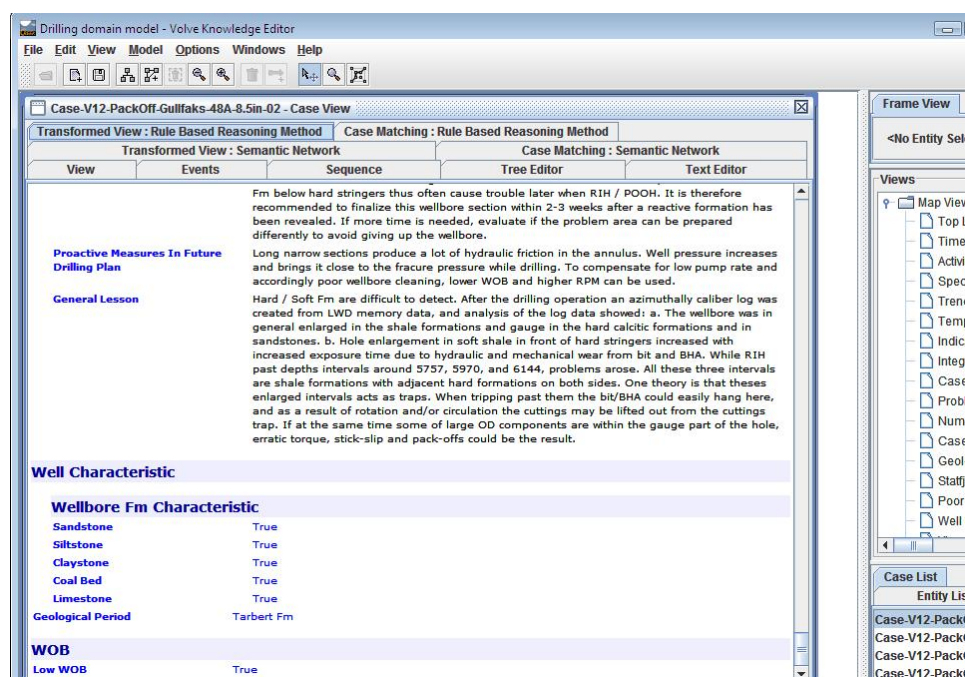 Drilling domain model - Volve Knowledge Editor
File Edit View Model Options Windows Help
Case-V12-PackOff-Gullfaks-48A-8.5in-02 - Case View
Transformed View : Rule Based Reasoning Method Case Matching : Rule Based Reasoning Method
Transformed View : Semantic Network Case Matching : Semantic Network
View Events Sequence Tree Editor Text Editor
Fm below hard stringers thus often cause trouble later when RIH / POOH. It is therefore
recommended to finalize this wellbore section within 2-3 weeks after a reactive formation has
been revealed. If more time is needed, evaluate if the problem area can be prepared
differently to avoid giving up the wellbore.
Proactive Measures In Future
Drilling Plan
Long narrow sections produce a lot of hydraulic friction in the annulus. Well pressure increases
and brings it close to the fracure pressure while drilling. To compensate for low pump rate and
accordingly poor wellbore cleaning, lower WOB and higher RPM can be used.
General Lesson
Hard / Soft Fm are difficult to detect. After the drilling operation an azimuthally caliber log was
created from LWD memory data, and analysis of the log data showed: a. The wellbore was in
general enlarged in the shale formations and gauge in the hard calcitic formations and in
sandstones. b. Hole enlargement in soft shale in front of hard stringers increased with
increased exposure time due to hydraulic and mechanical wear from bit and BHA. While RIH
past depths intervals around 5757, 5970, and 6144, problems arose. All these three intervals
are shale formations with adjacent hard formations on both sides. One theory is that theses
enlarged intervals acts as traps. When tripping past them the bit/BHA could easily hang here,
and as a result of rotation and/or circulation the cuttings may be lifted out from the cuttings
trap. If at the same time some of large OD components are within the gauge part of the hole,
erratic torque, stick-slip and pack-offs could be the result.
Well Characteristic
Wellbore Fm Characteristic
Sandstone True
Siltstone True
Claystone True
Coal Bed True
Limestone True
Geological Period Tarbert Fm
WOB
Low WOB True
Frame View
<No Entity Sel
Views
Map View
Top L
Time
Activi
Spec
Trend
Temp
Indic
Integ
Case
Probl
Num
Case
Geol
Statfj
Poor
Well
Case List
Entity Lis
Case-V12-Pack
Case-V12-Pack
Case-V12-Pack
Case-V12-Pack